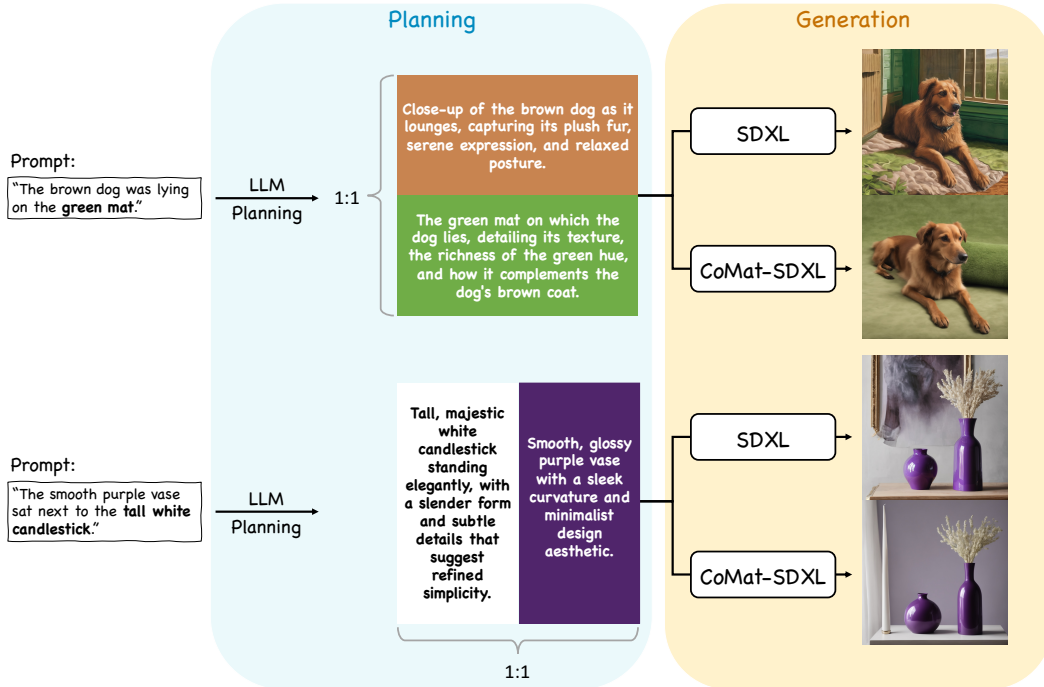 Planning
Generation
Prompt:
"The brown dog was lying
on the green mat."
LLM
Planning
1:1
Close-up of the brown dog as it
lounges, capturing its plush fur,
serene expression, and relaxed
posture.
The green mat on which the
dog lies, detailing its texture,
the richness of the green hue,
and how it complements the
dog's brown coat.
SDXL
CoMat-SDXL
Prompt:
"The smooth purple vase
sat next to the tall white
candlestick."
LLM
Planning
Tall, majestic
white
candlestick
standing
elegantly, with
a slender form
and subtle
details that
suggest
refined
simplicity.
Smooth, glossy
purple vase
with a sleek
curvature and
minimalist
design
aesthetic.
1:1
SDXL
CoMat-SDXL